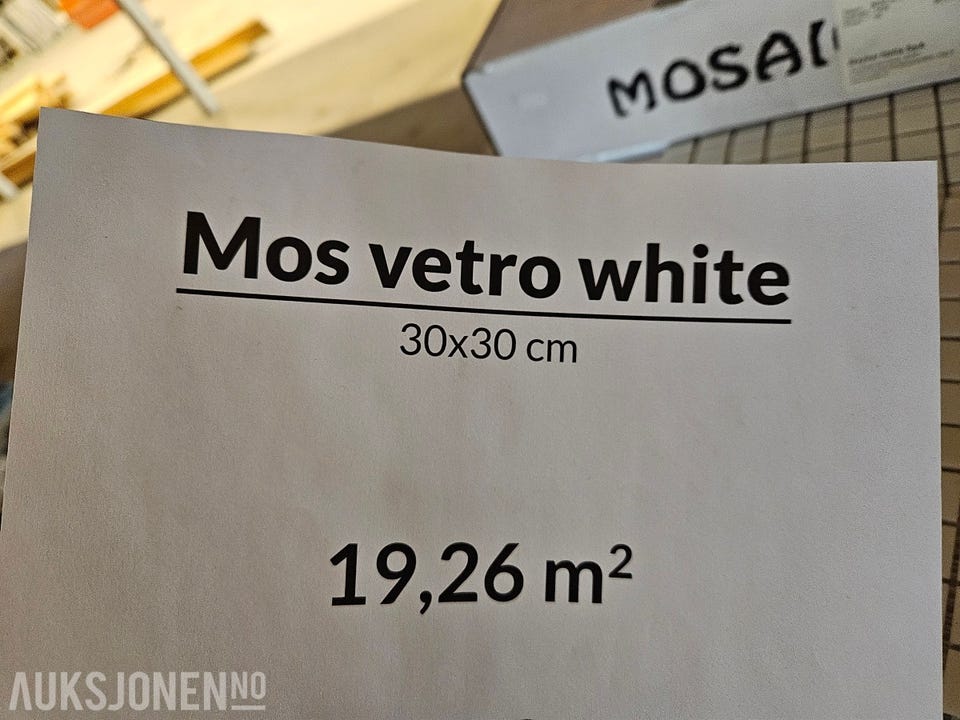 MOSAI
Mos vetro white
30x30 cm
19,26 m²
AUKSJONEN NO